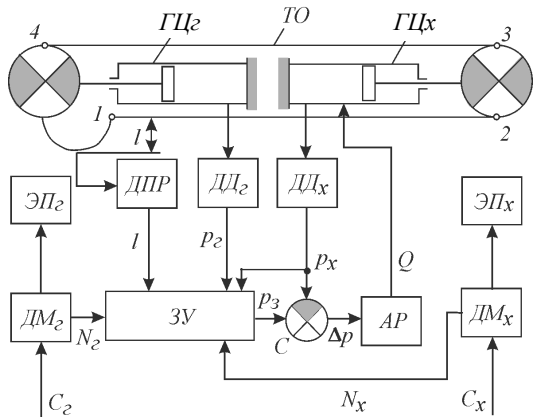 ГЦг ТО ГЦх
4 3
1 2
l
ЭПг ДПР ДДг ДДх ЭПх
l pг pх Q
ДМг Nг ЗУ pз C Δp АР ДМх
Cг Nх Cх